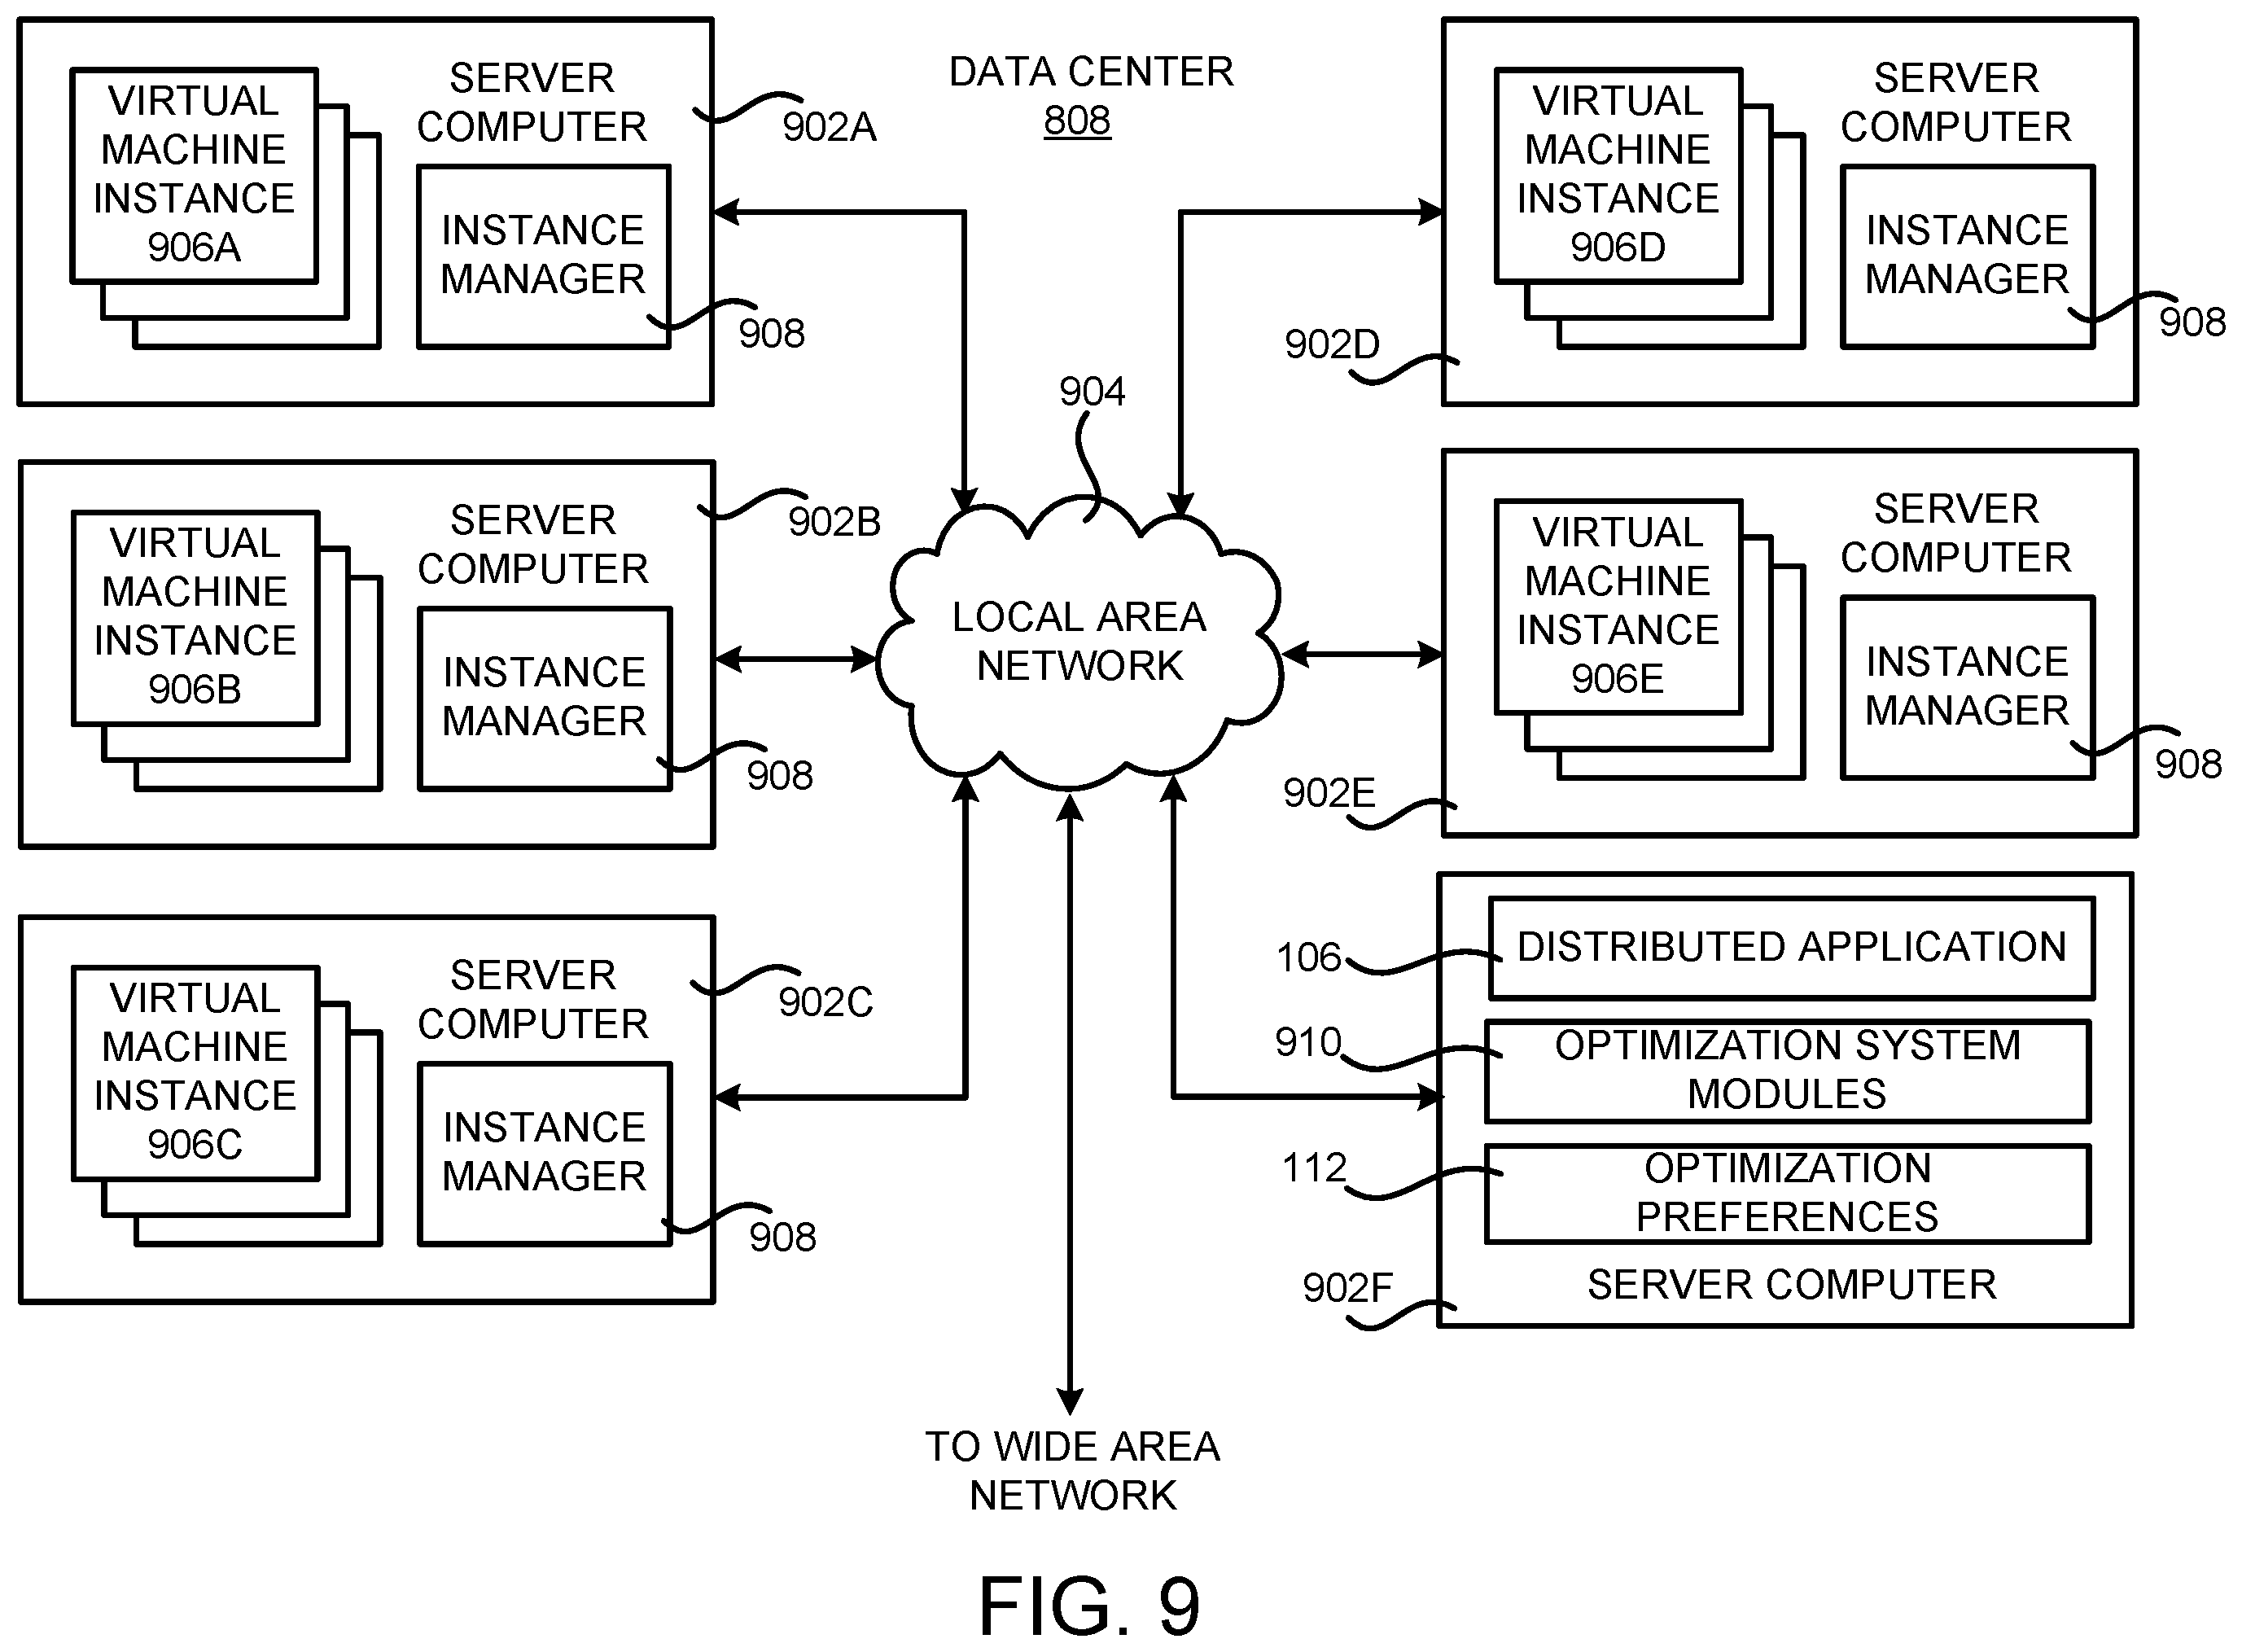 DATA CENTER
808
VIRTUAL
MACHINE
INSTANCE
906A
SERVER
COMPUTER
INSTANCE
MANAGER
902A
908
VIRTUAL
MACHINE
INSTANCE
906B
SERVER
COMPUTER
INSTANCE
MANAGER
902B
908
VIRTUAL
MACHINE
INSTANCE
906C
SERVER
COMPUTER
INSTANCE
MANAGER
902C
908
904
LOCAL AREA
NETWORK
TO WIDE AREA
NETWORK
VIRTUAL
MACHINE
INSTANCE
906D
SERVER
COMPUTER
INSTANCE
MANAGER
902D
908
VIRTUAL
MACHINE
INSTANCE
906E
SERVER
COMPUTER
INSTANCE
MANAGER
902E
908
106
DISTRIBUTED APPLICATION
910
OPTIMIZATION SYSTEM
MODULES
112
OPTIMIZATION
PREFERENCES
902F
SERVER COMPUTER
FIG. 9